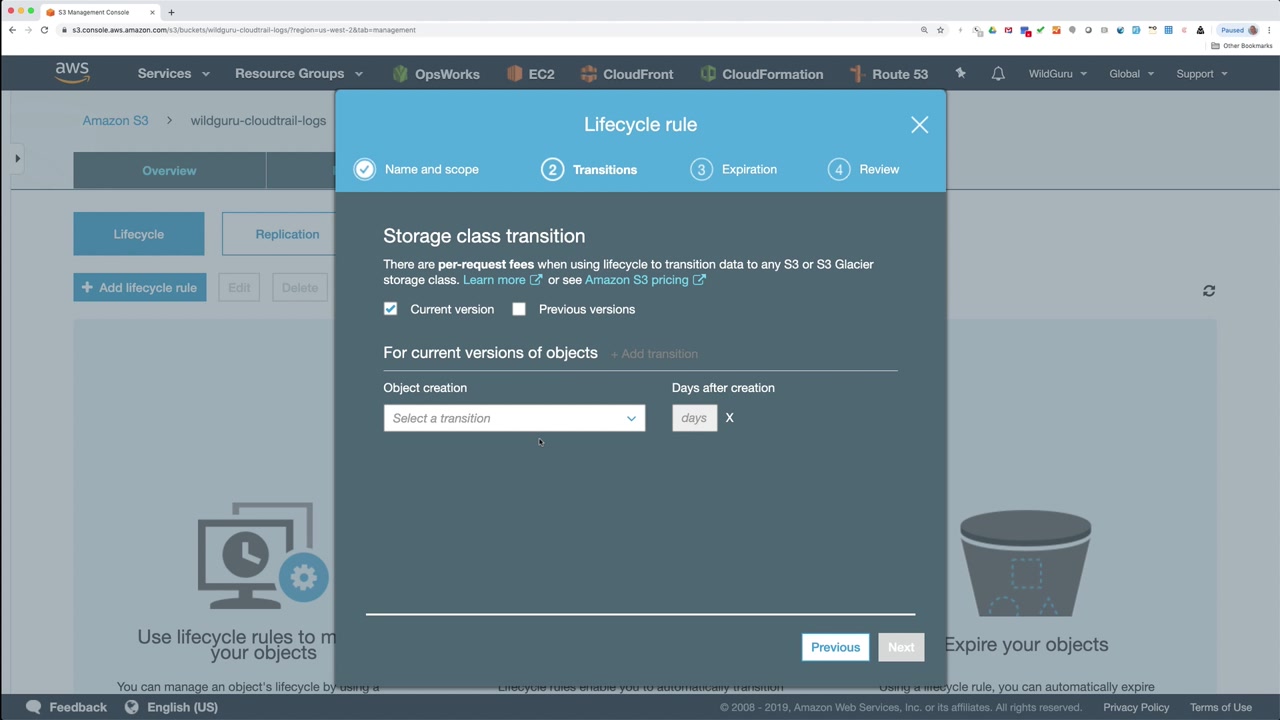 S3 Management Console
s3.console.aws.amazon.com/s3/buckets/wildguru-cloudtrail-logs/?region=us-west-2&tab=management
Paused
Other Bookmarks
aws
Services
Resource Groups
OpsWorks
EC2
CloudFront
CloudFormation
Route 53
WildGuru
Global
Support
Amazon S3 > wildguru-cloudtrail-logs
Overview
Lifecycle
Replication
+ Add lifecycle rule
Edit
Delete
Lifecycle rule
Name and scope
2 Transitions
3 Expiration
4 Review
Storage class transition
There are per-request fees when using lifecycle to transition data to any S3 or S3 Glacier
storage class. Learn more or see Amazon S3 pricing
Current version
Previous versions
For current versions of objects
+ Add transition
Object creation
Days after creation
Select a transition
days
X
Previous
Next
Use lifecycle rules to m
your objects
You can manage an object's lifecycle by using a
Lifecycle rules enable you to automatically transition
Expire your objects
Using a lifecycle rule, you can automatically expire
Feedback
English (US)
© 2008 - 2019, Amazon Web Services, Inc. or its affiliates. All rights reserved.
Privacy Policy
Terms of Use